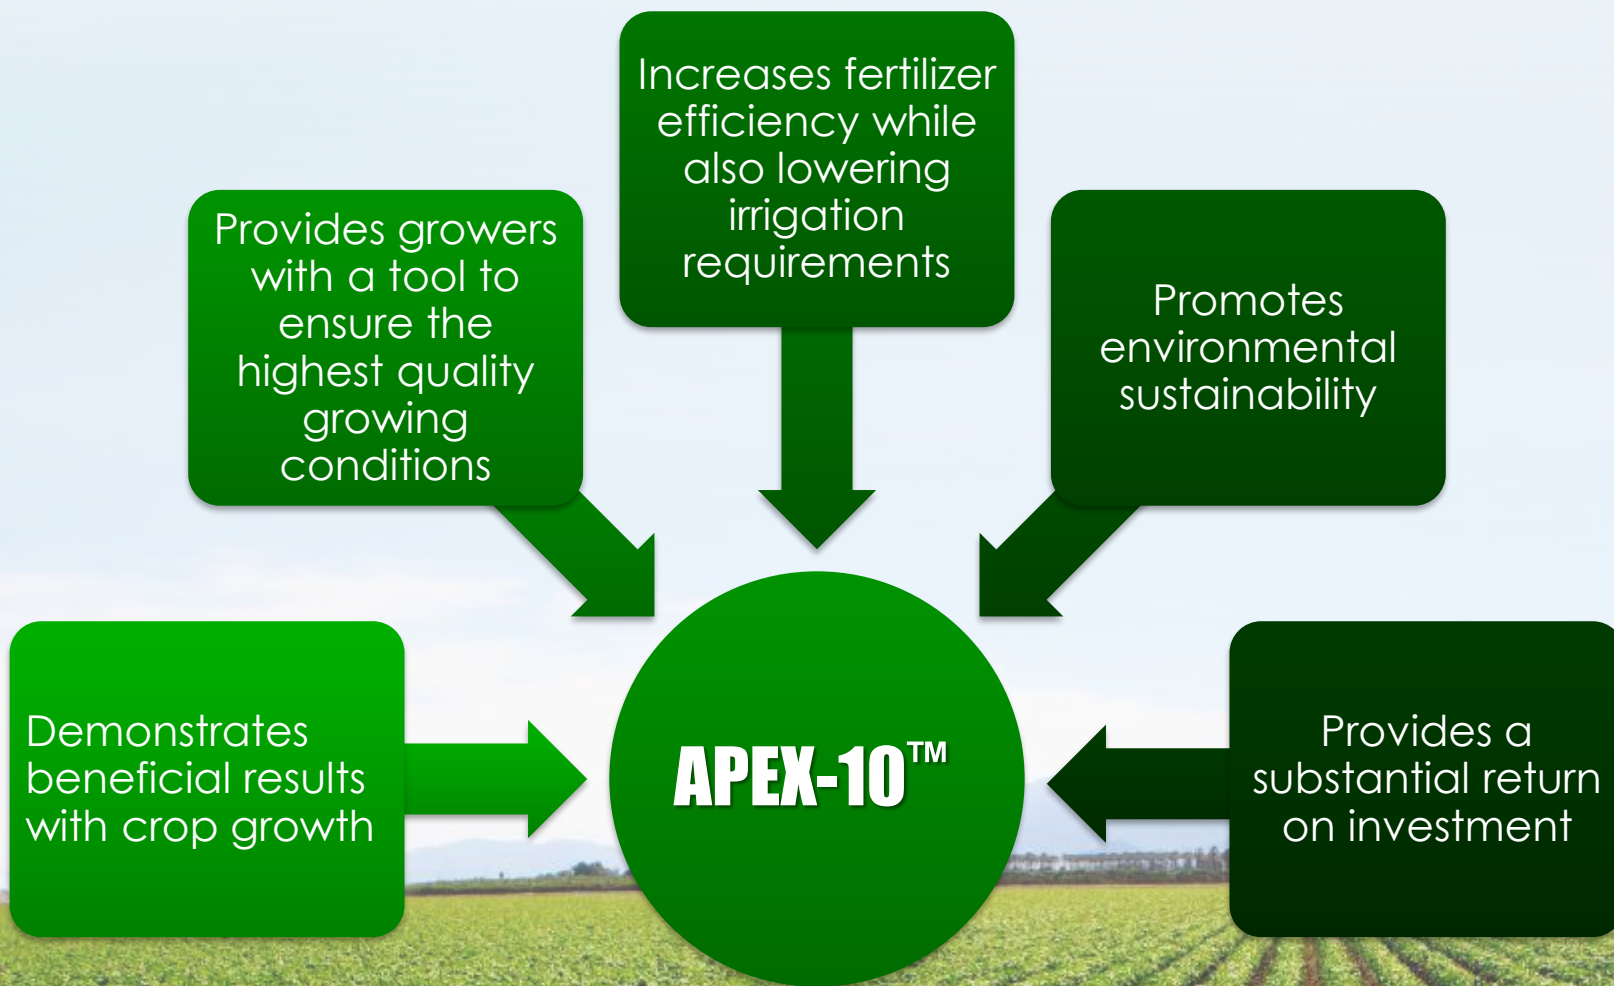 Increases fertilizer
efficiency while
also lowering
irrigation
requirements
Provides growers
with a tool to
ensure the
highest quality
growing
conditions
Promotes
environmental
sustainability
Demonstrates
beneficial results
with crop growth
APEX-10™
Provides a
substantial return
on investment